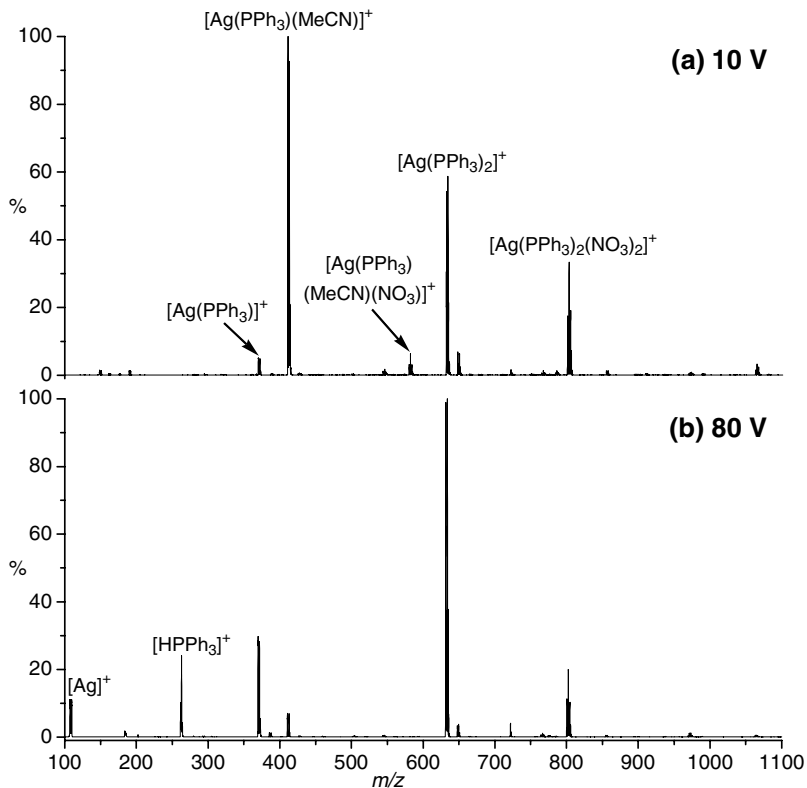 [Ag(PPh₃)(MeCN)]⁺
(a) 10 V
100
80
60
40
20
0
%
[Ag(PPh₃)]⁺
[Ag(PPh₃)
(MeCN)(NO₃)]⁺
[Ag(PPh₃)₂]⁺
[Ag(PPh₃)₂(NO₃)₂]⁺
(b) 80 V
100
80
60
40
20
0
%
[Ag]⁺
[HPPh₃]⁺
100 200 300 400 500 600 700 800 900 1000 1100
m/z